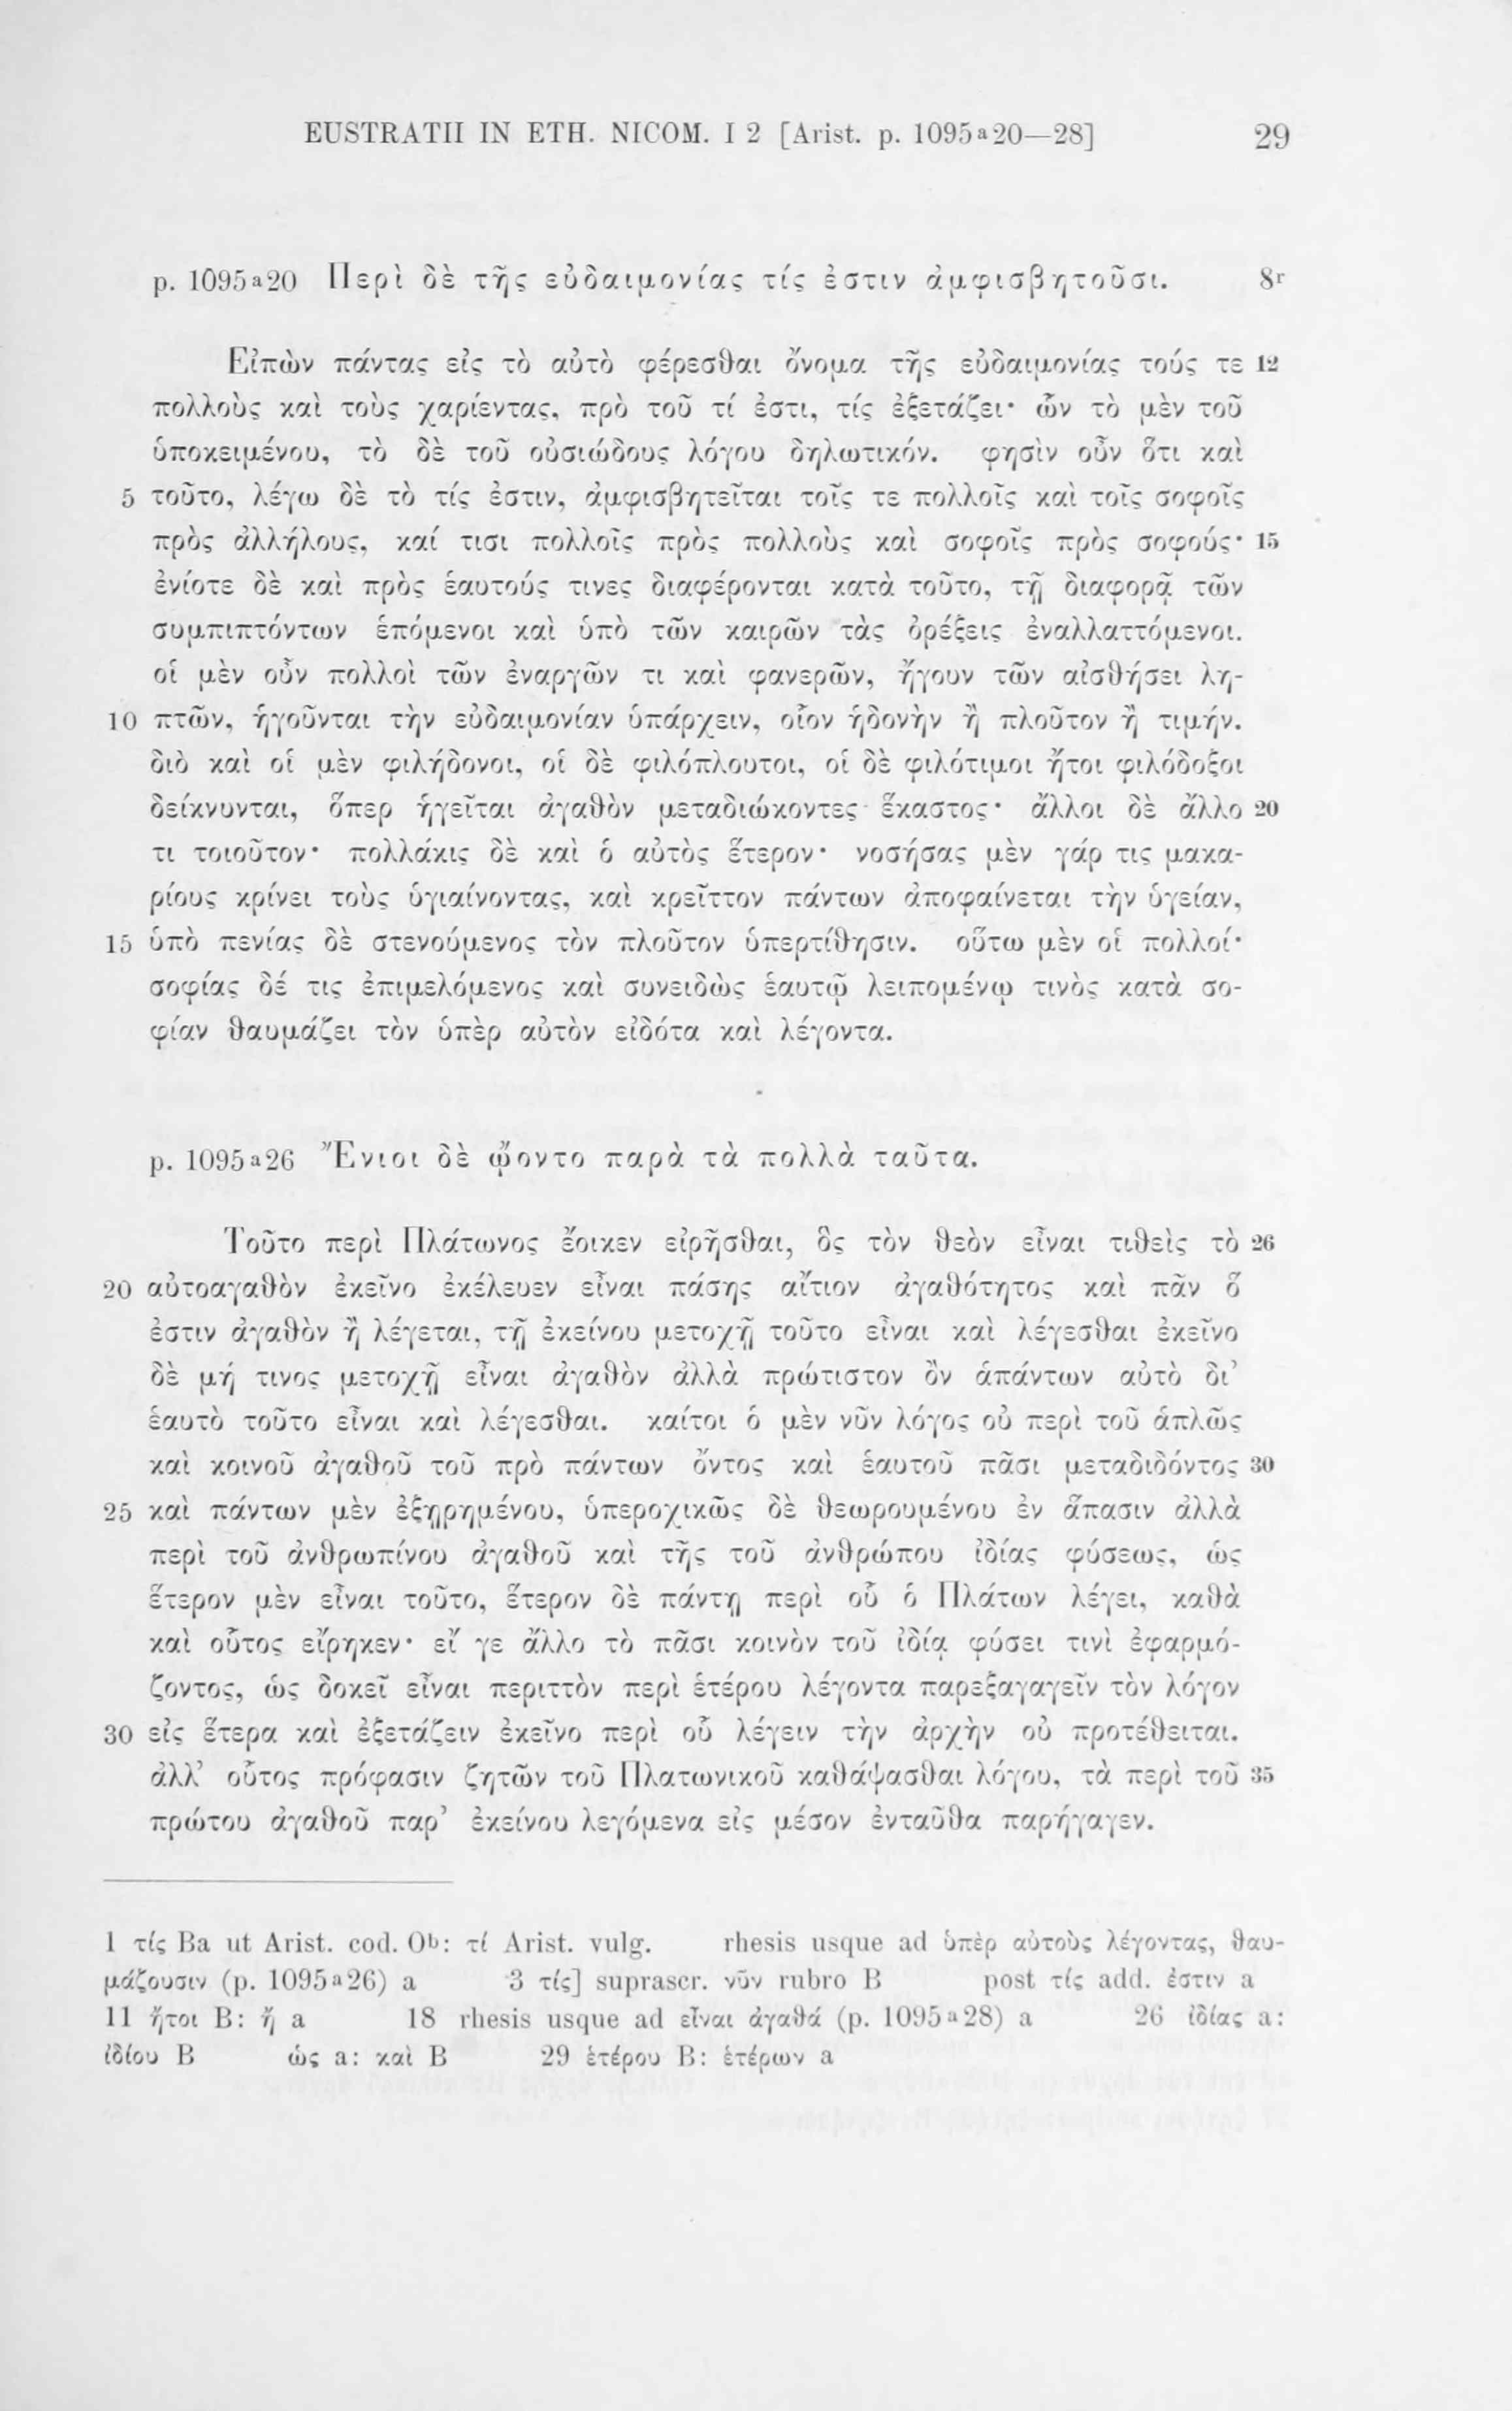 EUSTRATII IN ETH. NICOM. I 2 [Arist. p. 1095a20—28] 29
p. 1095a20 Περὶ δὲ τῆς εὐδαιμονίας τίς ἐστιν ἀμφισβητοῦσι. 8r
Εἰπὼν πάντας εἰς τὸ αὐτὸ φέρεσθαι ὄνομα τῆς εὐδαιμονίας τούς τε 12
πολλοὺς καὶ τοὺς χαρίεντας, πρὸ τοῦ τί ἐστι, τίς ἐξετάζει· ὧν τὸ μὲν τοῦ
ὑποκειμένου, τὸ δὲ τοῦ οὐσιώδους λόγου δηλωτικόν. φησὶν οὖν ὅτι καὶ
5 τοῦτο, λέγω δὲ τὸ τίς ἐστιν, ἀμφισβητεῖται τοῖς τε πολλοῖς καὶ τοῖς σοφοῖς
πρὸς ἀλλήλους, καί τισι πολλοῖς πρὸς πολλοὺς καὶ σοφοῖς πρὸς σοφούς· 15
ἐνίοτε δὲ καὶ πρὸς ἑαυτούς τινες διαφέρονται κατὰ τοῦτο, τῇ διαφορᾷ τῶν
συμπιπτόντων ἑπόμενοι καὶ ὑπὸ τῶν καιρῶν τὰς ὀρέξεις ἐναλλαττόμενοι.
οἱ μὲν οὖν πολλοὶ τῶν ἐναργῶν τι καὶ φανερῶν, ἤγουν τῶν αἰσθήσει λη-
10 πτῶν, ἡγοῦνται τὴν εὐδαιμονίαν ὑπάρχειν, οἷον ἡδονὴν ἢ πλοῦτον ἢ τιμήν.
διὸ καὶ οἱ μὲν φιλήδονοι, οἱ δὲ φιλόπλουτοι, οἱ δὲ φιλότιμοι ἤτοι φιλόδοξοι
δείκνυνται, ὅπερ ἡγεῖται ἀγαθὸν μεταδιώκοντες ἕκαστος· ἄλλοι δὲ ἄλλο 20
τι τοιοῦτον· πολλάκις δὲ καὶ ὁ αὐτὸς ἕτερον· νοσήσας μὲν γάρ τις μακα-
ρίους κρίνει τοὺς ὑγιαίνοντας, καὶ κρεῖττον πάντων ἀποφαίνεται τὴν ὑγείαν,
15 ὑπὸ πενίας δὲ στενούμενος τὸν πλοῦτον ὑπερτίθησιν. οὕτω μὲν οἱ πολλοί·
σοφίας δέ τις ἐπιμελόμενος καὶ συνειδὼς ἑαυτῷ λειπομένῳ τινὸς κατὰ σο-
φίαν θαυμάζει τὸν ὑπὲρ αὐτὸν εἰδότα καὶ λέγοντα.
p. 1095a26 Ἔνιοι δὲ ᾤοντο παρὰ τὰ πολλὰ ταῦτα.
Τοῦτο περὶ Πλάτωνος ἔοικεν εἰρῆσθαι, ὃς τὸν θεὸν εἶναι τιθεὶς τὸ 26
20 αὐτοαγαθὸν ἐκεῖνο ἐκέλευεν εἶναι πάσης αἴτιον ἀγαθότητος καὶ πᾶν ὅ
ἐστιν ἀγαθὸν ἢ λέγεται, τῇ ἐκείνου μετοχῇ τοῦτο εἶναι καὶ λέγεσθαι ἐκεῖνο
δὲ μή τινος μετοχῇ εἶναι ἀγαθὸν ἀλλὰ πρώτιστον ὂν ἁπάντων αὐτὸ δι’
ἑαυτὸ τοῦτο εἶναι καὶ λέγεσθαι. καίτοι ὁ μὲν νῦν λόγος οὐ περὶ τοῦ ἁπλῶς
καὶ κοινοῦ ἀγαθοῦ τοῦ πρὸ πάντων ὄντος καὶ ἑαυτοῦ πᾶσι μεταδιδόντος 30
25 καὶ πάντων μὲν ἐξῃρημένου, ὑπεροχικῶς δὲ θεωρουμένου ἐν ἅπασιν ἀλλὰ
περὶ τοῦ ἀνθρωπίνου ἀγαθοῦ καὶ τῆς τοῦ ἀνθρώπου ἰδίας φύσεως, ὡς
ἕτερον μὲν εἶναι τοῦτο, ἕτερον δὲ πάντῃ περὶ οὗ ὁ Πλάτων λέγει, καθὰ
καὶ οὗτος εἴρηκεν· εἴ γε ἄλλο τὸ πᾶσι κοινὸν τοῦ ἰδίᾳ φύσει τινὶ ἐφαρμό-
ζοντος, ὡς δοκεῖ εἶναι περιττὸν περὶ ἑτέρου λέγοντα παρεξαγαγεῖν τὸν λόγον
30 εἰς ἕτερα καὶ ἐξετάζειν ἐκεῖνο περὶ οὗ λέγειν τὴν ἀρχὴν οὐ προτέθειται.
ἀλλ’ οὗτος πρόφασιν ζητῶν τοῦ Πλατωνικοῦ καθάψασθαι λόγου, τὰ περὶ τοῦ 35
πρώτου ἀγαθοῦ παρ’ ἐκείνου λεγόμενα εἰς μέσον ἐνταῦθα παρήγαγεν.
1 τίς Ba ut Arist. cod. Ob: τί Arist. vulg. rhesis usque ad ὑπὲρ αὐτοὺς λέγοντας, θαυ-
μάζουσιν (p. 1095a26) a 3 τίς] suprascr. νῦν rubro B post τίς add. ἐστιν a
11 ἤτοι B: ἢ a 18 rhesis usque ad εἶναι ἀγαθά (p. 1095a28) a 26 ἰδίας a:
ἰδίου B ὡς a: καὶ B 29 ἑτέρου B: ἑτέρων a